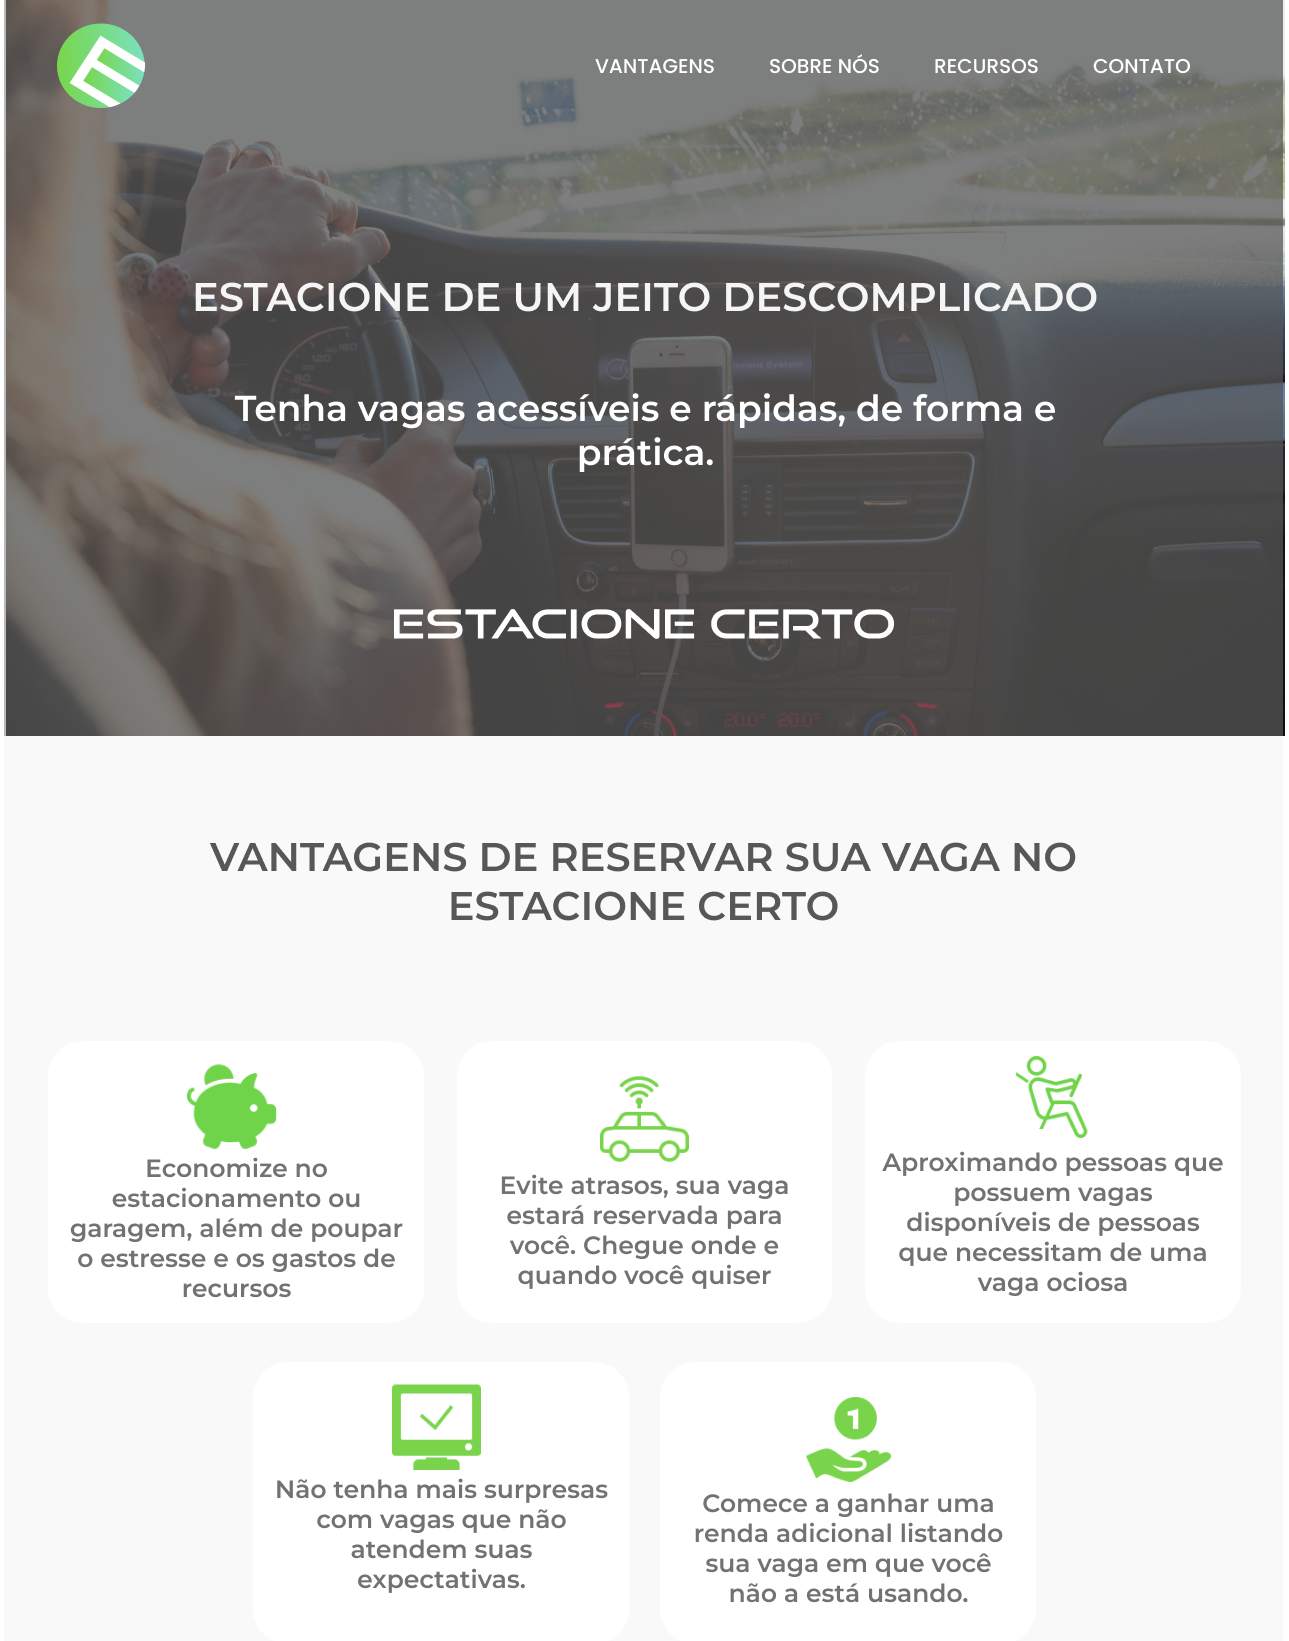 VANTAGENS SOBRE NÓS RECURSOS CONTATO
ESTACIONE DE UM JEITO DESCOMPLICADO
Tenha vagas acessíveis e rápidas, de forma e
prática.
ESTACIONE CERTO
20.0° 20.0°
VANTAGENS DE RESERVAR SUA VAGA NO
ESTACIONE CERTO
Economize no
estacionamento ou
garagem, além de poupar
o estresse e os gastos de
recursos
Evite atrasos, sua vaga
estará reservada para
você. Chegue onde e
quando você quiser
Aproximando pessoas que
possuem vagas
disponíveis de pessoas
que necessitam de uma
vaga ociosa
Não tenha mais surpresas
com vagas que não
atendem suas
expectativas.
1
Comece a ganhar uma
renda adicional listando
sua vaga em que você
não a está usando.